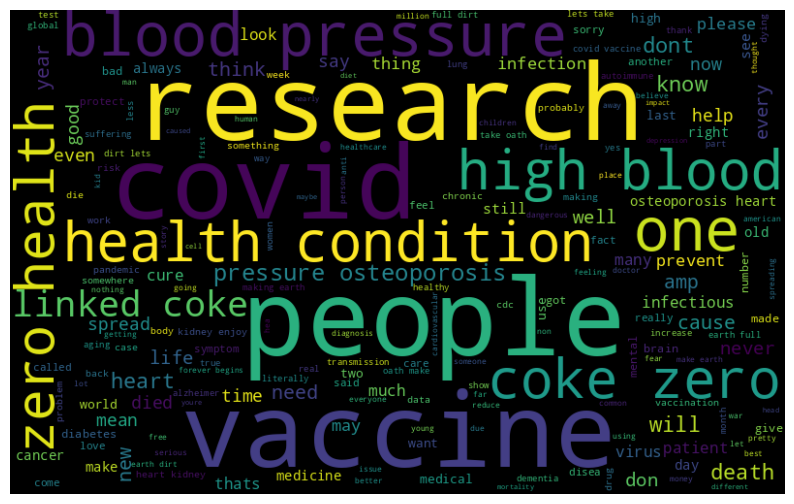 test
global
million
full dirt
lets take
high
please
thank
dying
blood pressure
look
sorry
covid vaccine
dont
another
see
thought
year
bad
always
think
say
thing
infection
now
believe
lung
autoimmune
man
week
diet
nearly
less
protect
guy
human
something
research
probably
children
away
impact
know
every
good
suffering
caused
take oath
make
last
help
even
dirt lets
first
way
healthcare
find
yes
part
right
money
depression
risk
covid
anti
person
high blood
place
kid
die
maybe
feel
chronic
making
osteoporosis heart
work
women
still
dangerous
well
one
american
health condition
story
cell
fact
many
prevent
old
doctor
zero health
pandemic
cure
going
making earth
pressure osteoporosis
healthy
cdc
feeling
number
amp
spreading
somewhere
nothing
linked coke
people
cardiovascular
use
got
infectious
made
spread
body
kidney enjoy
diagnosis
non
really
increase
earth full
getting
aging
case
symptom
transmission
someone
cause
fear
make earth
never
called
true
life
forever begins
real
oath make
care
coke zero
brain
mental
back
alzheimer
literally
two
everyone
show
far
reduce
common
vaccination
problem
lot
heart
youre
time
need
said
data
month
war
head
world
died
much
young
due
using
let
pretty
mean
love
free
vaccine
may
want
will
give
best
diabetes
serious
virus
patient
cancer
new
earth dirt
issue
dementia
disea
drug
don
day
death
come
make
heart kidney
thats
medicine
better
medical
mortality
money
different